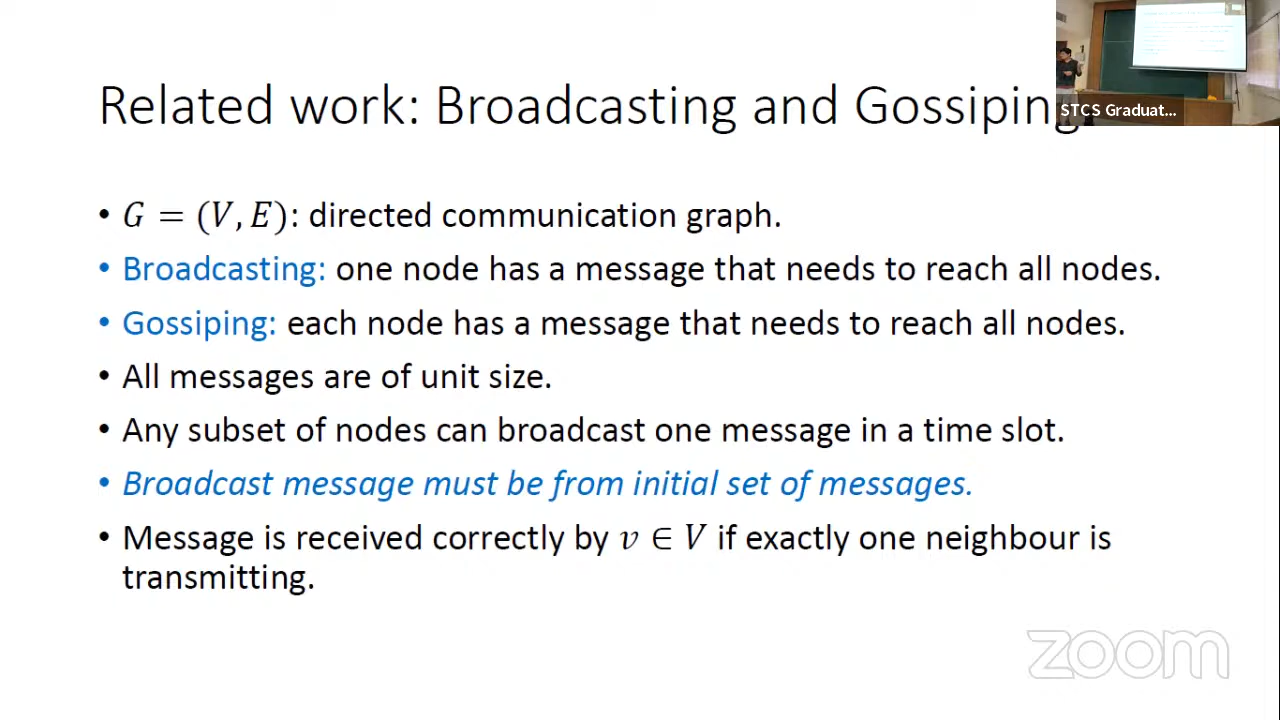 Related work: Broadcasting and Gossiping
STCS Graduat...
• G = (V, E): directed communication graph.
• Broadcasting: one node has a message that needs to reach all nodes.
• Gossiping: each node has a message that needs to reach all nodes.
• All messages are of unit size.
• Any subset of nodes can broadcast one message in a time slot.
• Broadcast message must be from initial set of messages.
• Message is received correctly by v ∈ V if exactly one neighbour is
transmitting.
zoom